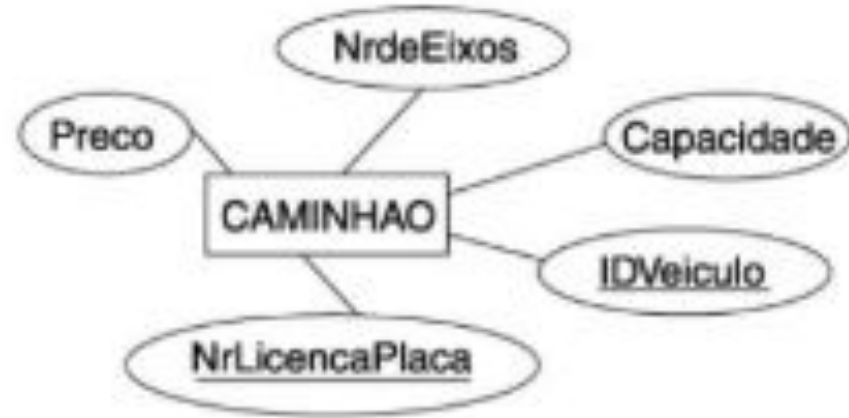 NrdeEixos
Preco
Capacidade
CAMINHAO
IDVeiculo
NrLicencaPlaca